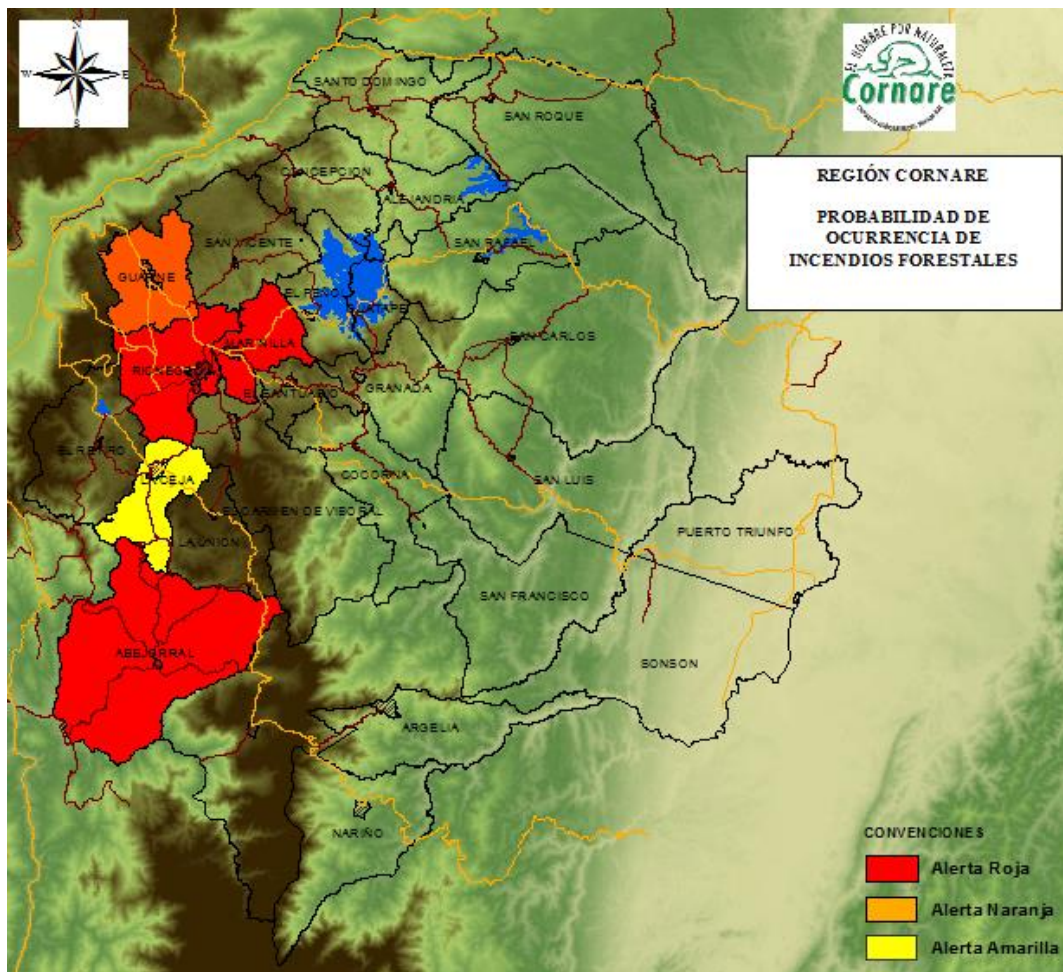 N
W
E
S
EL HOMBRE POR NATURALEZA
Cornare
REGIÓN CORNARE
PROBABILIDAD DE
OCURRENCIA DE
INCENDIOS FORESTALES
SANTO DOMINGO
SAN ROQUE
CONCEPCION
ALEJANDRIA
SAN VICENTE
SAN RAFAEL
GUARNE
EL PEÑOL
GUATAPE
MARINILLA
SAN CARLOS
RIONEGRO
GRANADA
EL SANTUARIO
EL RETIRO
COCORNA
LA CEJA
SAN LUIS
EL CARMEN DE VIBORAL
PUERTO TRIUNFO
LA UNION
SAN FRANCISCO
ABEJORRAL
SONSON
ARGELIA
NARIÑO
CONVENCIONES
Alerta Roja
Alerta Naranja
Alerta Amarilla